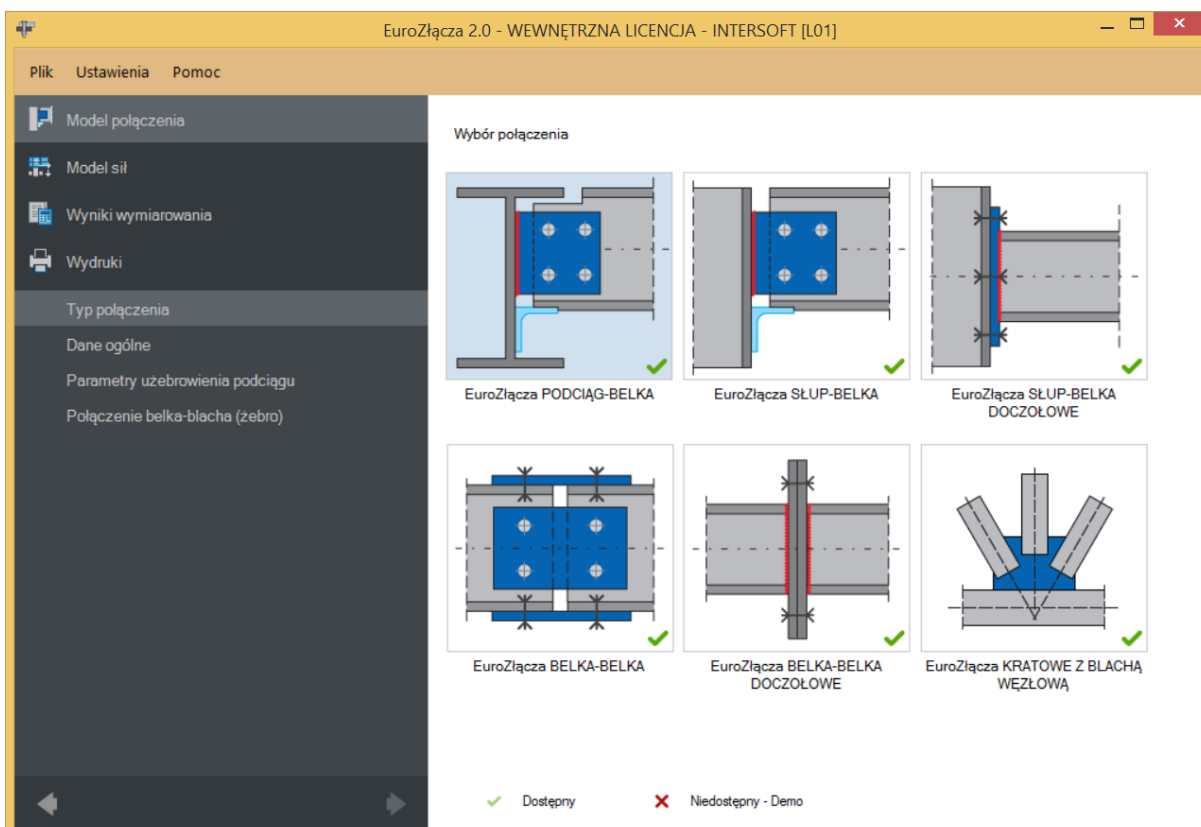 EuroZłącza 2.0 - WEWNĘTRZNA LICENCJA - INTERSOFT [L01]
Plik Ustawienia Pomoc
Model połączenia
Model sił
Wyniki wymiarowania
Wydruki
Typ połączenia
Dane ogólne
Parametry użebrowienia podciągu
Połączenie belka-blacha (żebro)
Wybór połączenia
EuroZłącza PODCIĄG-BELKA
EuroZłącza SŁUP-BELKA
EuroZłącza SŁUP-BELKA
DOCZOŁOWE
EuroZłącza BELKA-BELKA
EuroZłącza BELKA-BELKA
DOCZOŁOWE
EuroZłącza KRATOWE Z BLACHĄ
WĘZŁOWĄ
Dostępny
Niedostępny - Demo